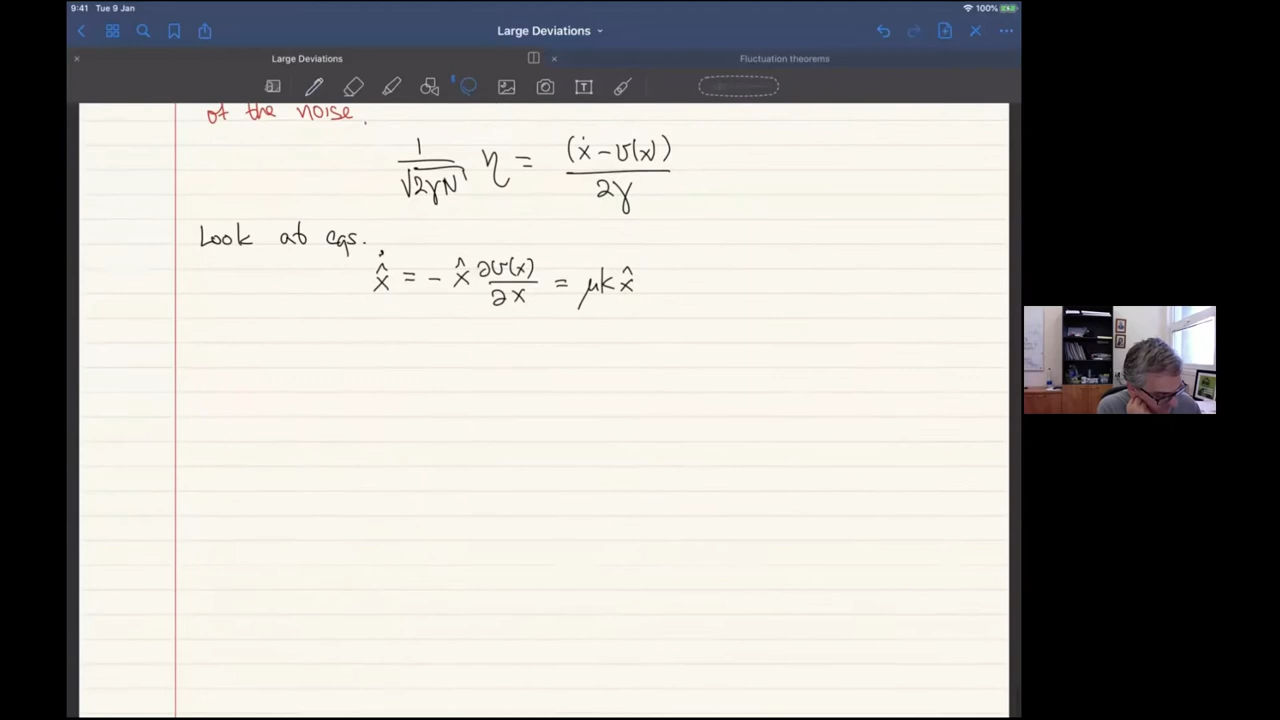 9:41 Tue 9 Jan
100%
Large Deviations
Large Deviations
Fluctuation theorems
of the noise.
1/√2γN η = (ẋ − v(x))/2γ
Look at eqs.
x̂̇ = − x̂ ∂v(x)/∂x = μk x̂